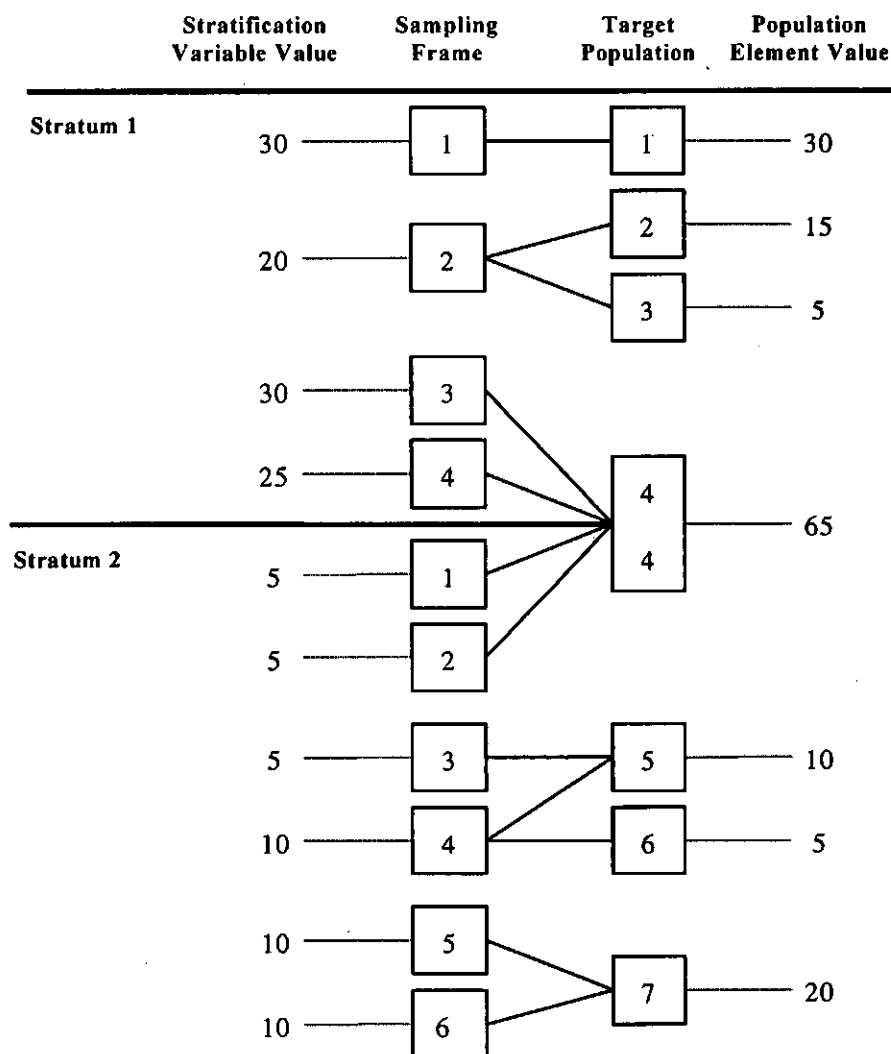 Stratification Variable Value Sampling Frame Target Population Population Element Value
Stratum 1
30 1 1 30
2 15
20 2
3 5
30 3
25 4 4
65
Stratum 2
5 1 4
5 2
5 3 5 10
10 4 6 5
10 5
7 20
10 6